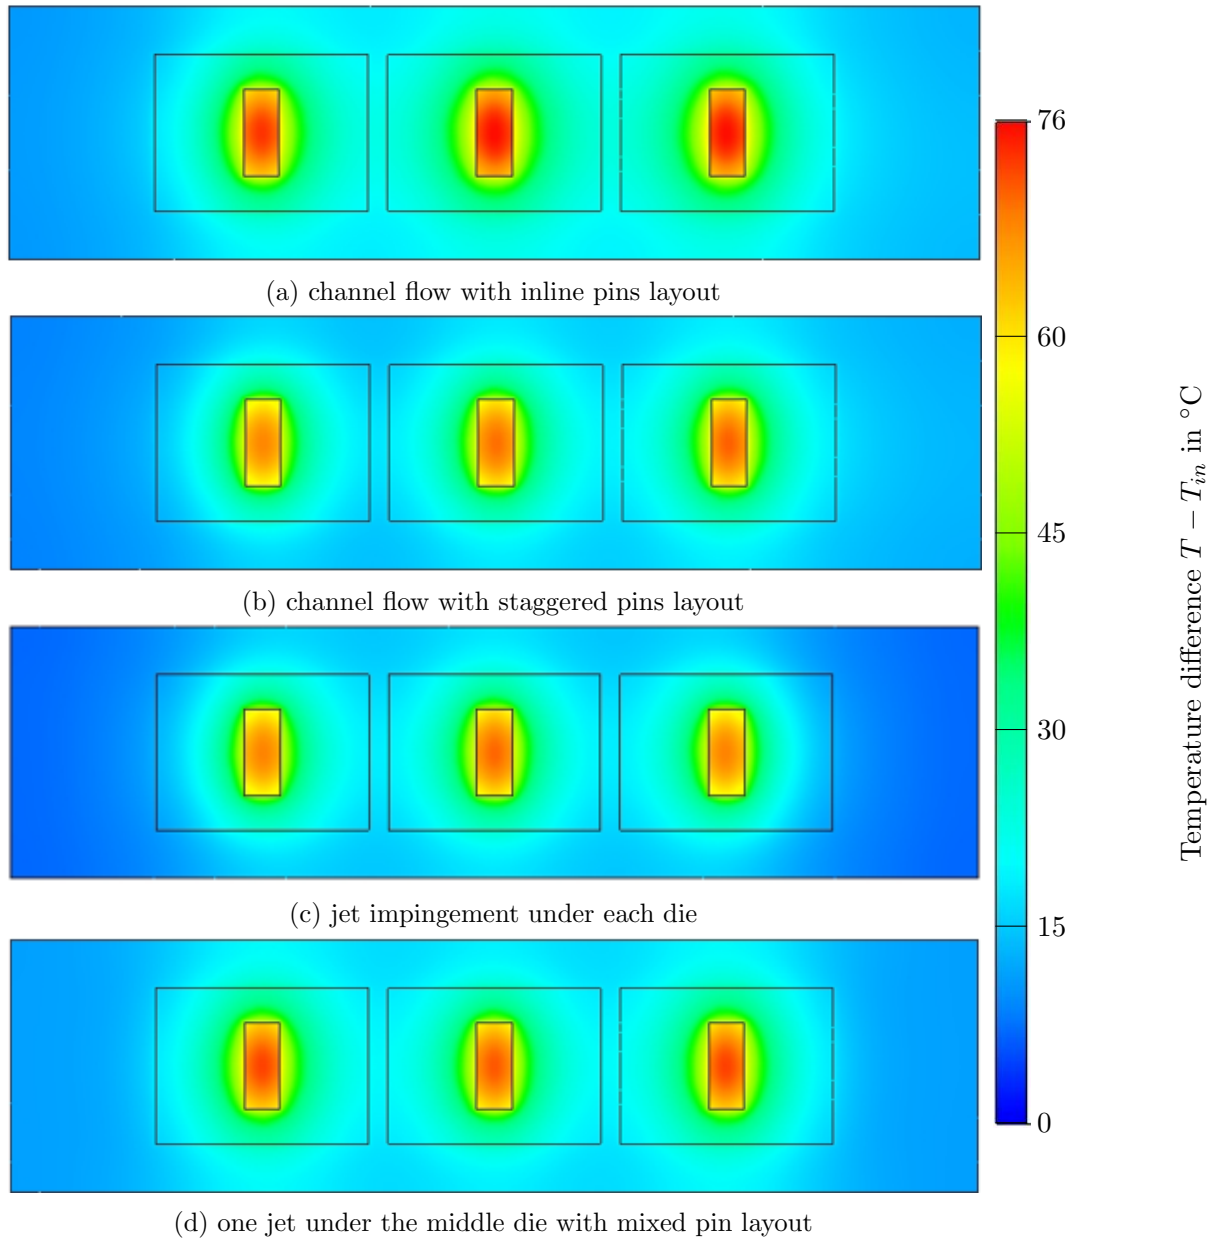 (a) channel flow with inline pins layout
(b) channel flow with staggered pins layout
(c) jet impingement under each die
(d) one jet under the middle die with mixed pin layout
76
60
45
30
15
0
Temperature difference T − T_in in °C